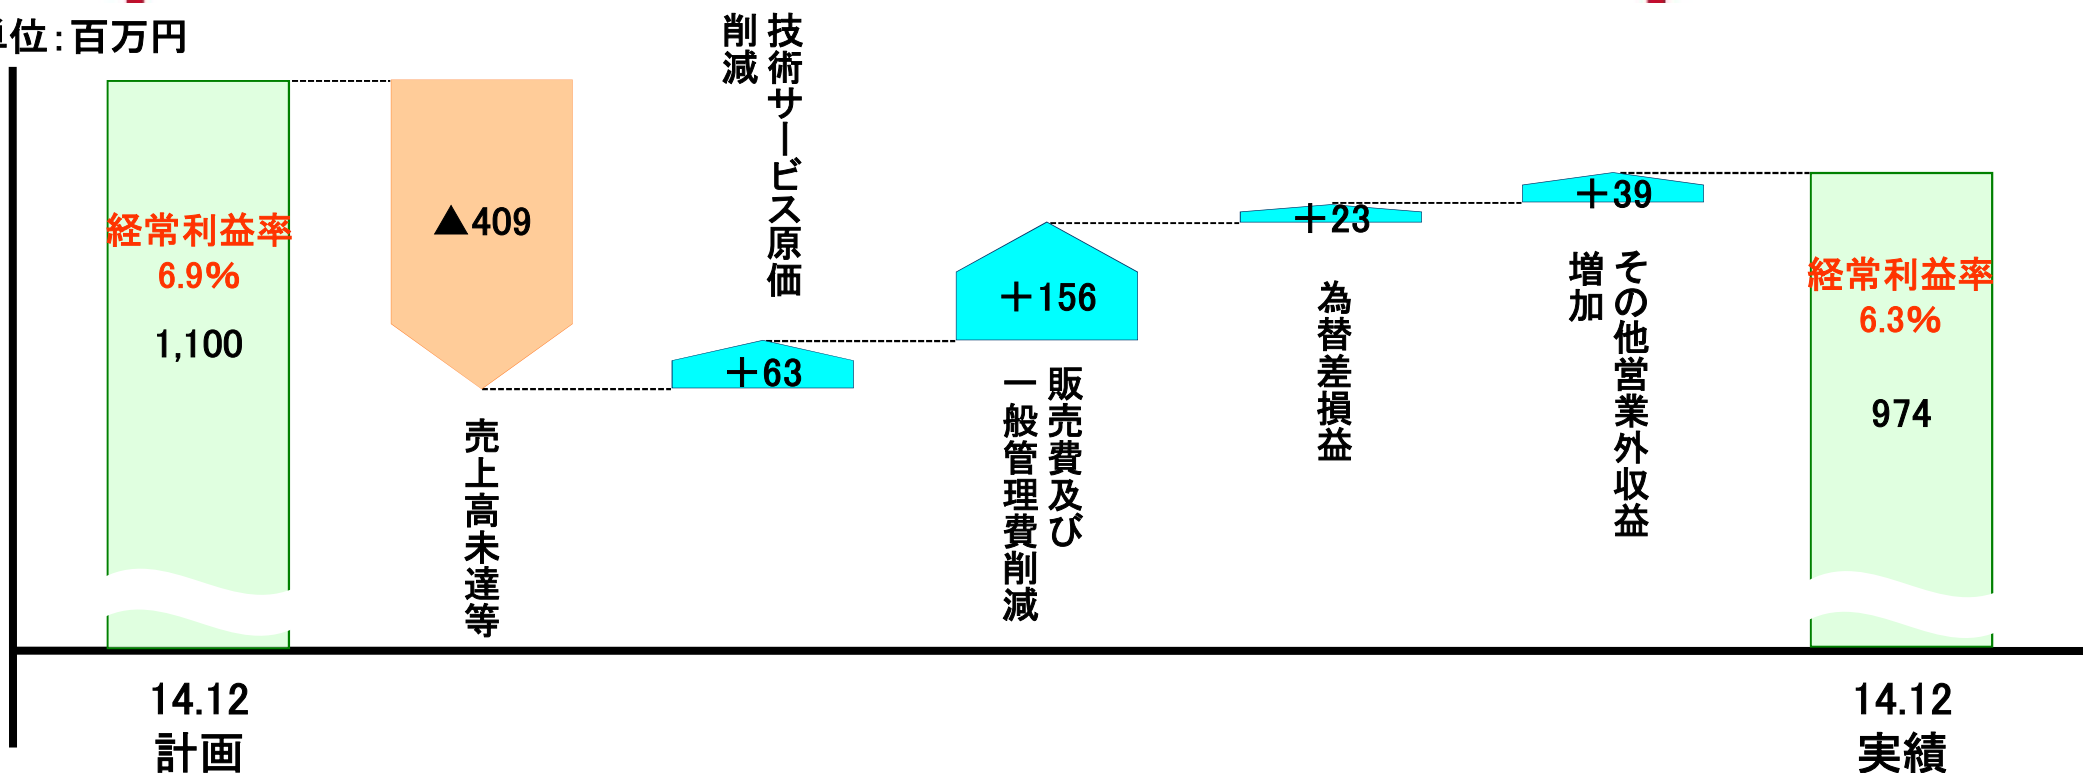 位：百万円
経常利益率
6.9%
1,100
▲409
売上高未達等
＋63
技術サービス原価
削減
＋156
販売費及び
一般管理費削減
＋23
為替差損益
＋39
その他営業外収益
増加
経常利益率
6.3%
974
14.12
計画
14.12
実績